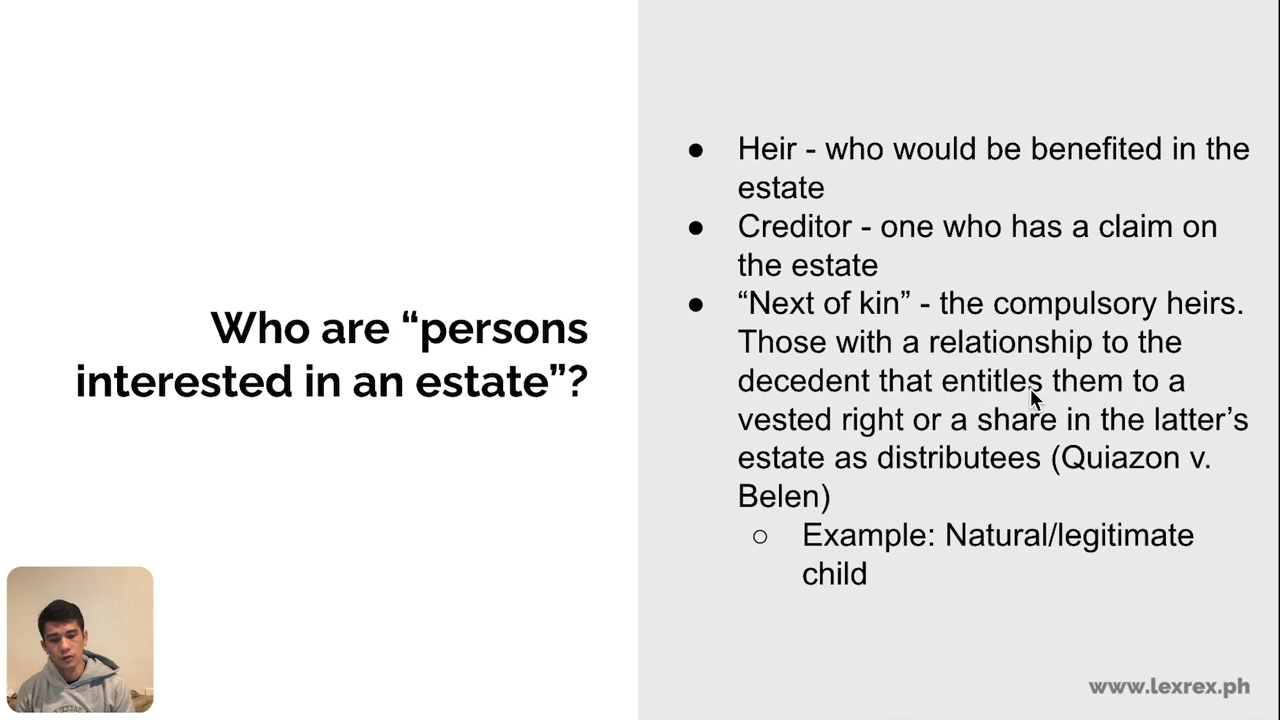 Who are “persons
interested in an estate”?
● Heir - who would be benefited in the
estate
● Creditor - one who has a claim on
the estate
● “Next of kin” - the compulsory heirs.
Those with a relationship to the
decedent that entitles them to a
vested right or a share in the latter’s
estate as distributees (Quiazon v.
Belen)
○ Example: Natural/legitimate
child
www.lexrex.ph